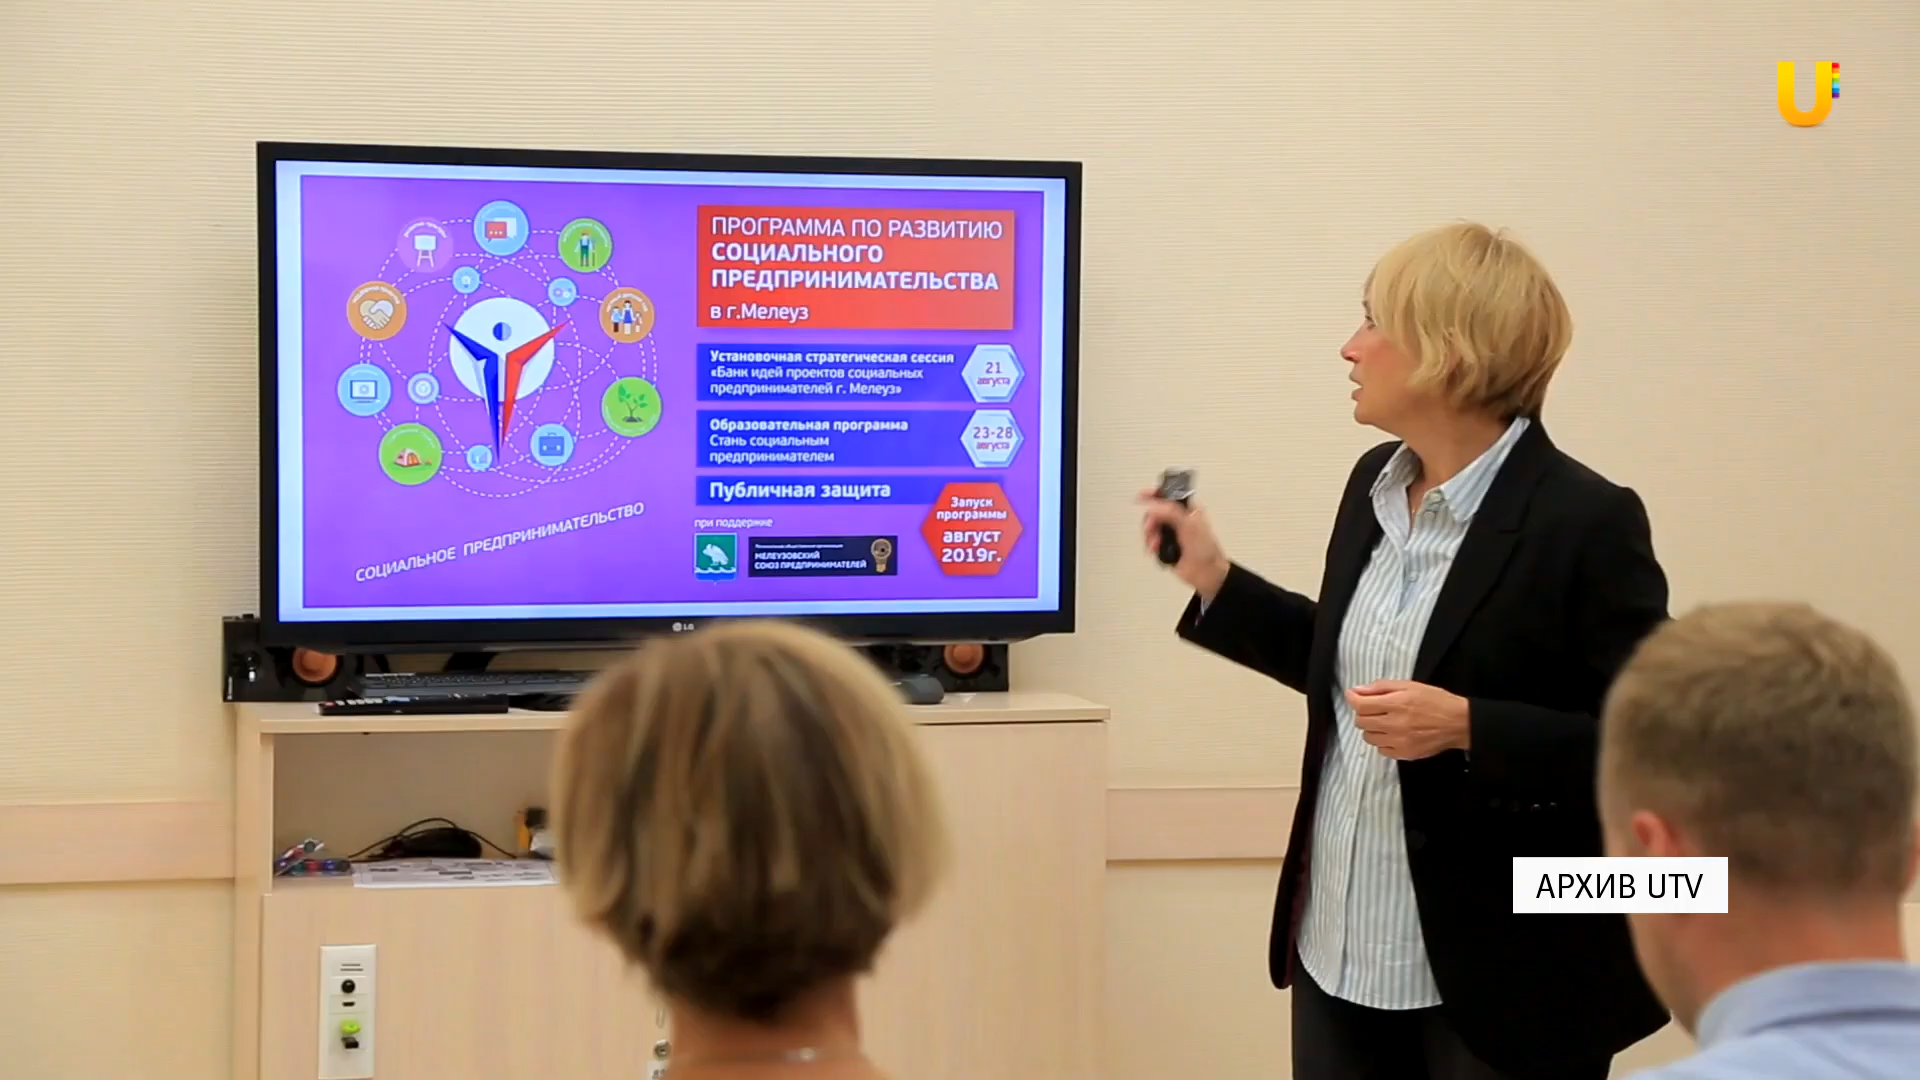 U
ПРОГРАММА ПО РАЗВИТИЮ
СОЦИАЛЬНОГО
ПРЕДПРИНИМАТЕЛЬСТВА
в г.Мелеуз
Установочная стратегическая сессия
«Банк идей проектов социальных
предпринимателей г. Мелеуз»
21
августа
Образовательная программа
Стань социальным
предпринимателем
23-28
августа
Публичная защита
Запуск
программы
август
2019г.
при поддержке
МЕЛЕУЗОВСКИЙ
СОЮЗ ПРЕДПРИНИМАТЕЛЕЙ
СОЦИАЛЬНОЕ ПРЕДПРИНИМАТЕЛЬСТВО
LG
АРХИВ UTV